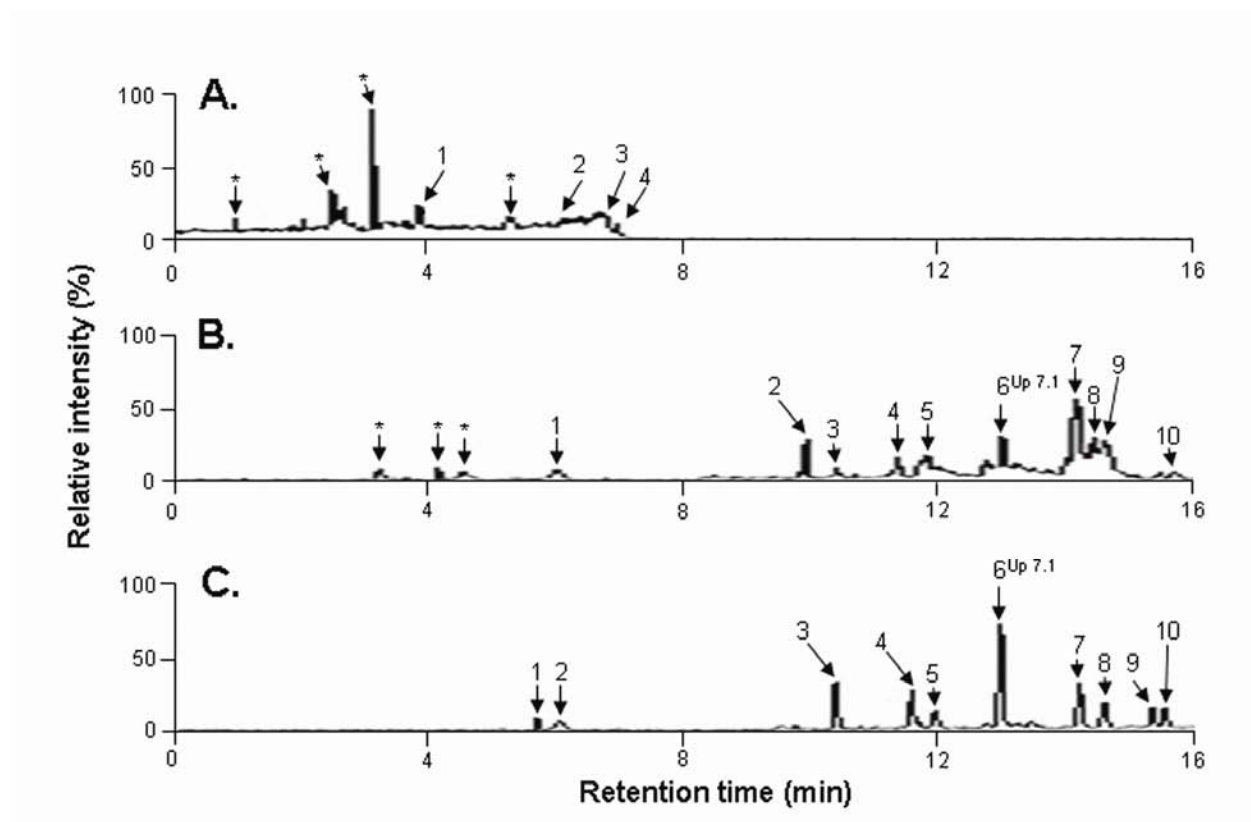 A.
100
50
0
* * * 1 * 2 3 4
0 4 8 12 16
B.
100
50
0
* * * 1 2 3 4 5 6Up 7.1 7 8 9 10
0 4 8 12 16
C.
100
50
0
1 2 3 4 5 6Up 7.1 7 8 9 10
0 4 8 12 16
Relative intensity (%)
Retention time (min)